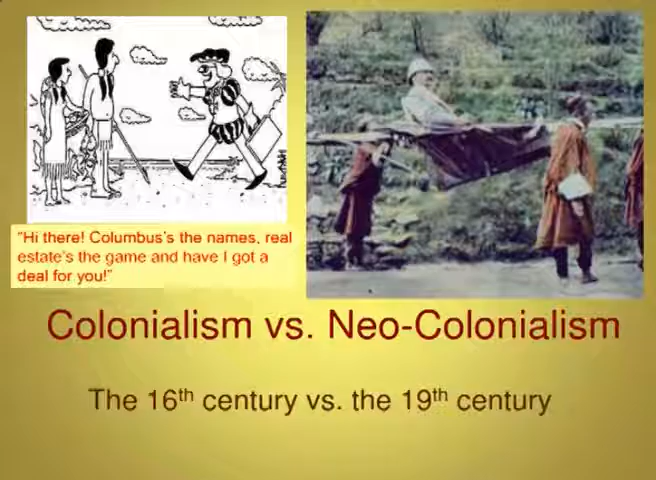 "Hi there! Columbus's the names, real
estate's the game and have I got a
deal for you!"
Colonialism vs. Neo-Colonialism
The 16th century vs. the 19th century